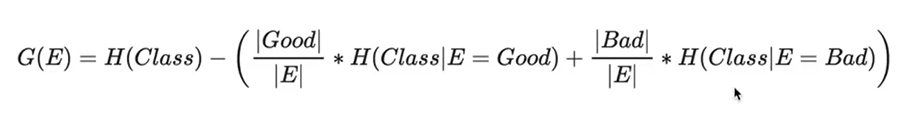 G(E) = H(Class) − ( |Good| / |E| * H(Class|E = Good) + |Bad| / |E| * H(Class|E = Bad) )